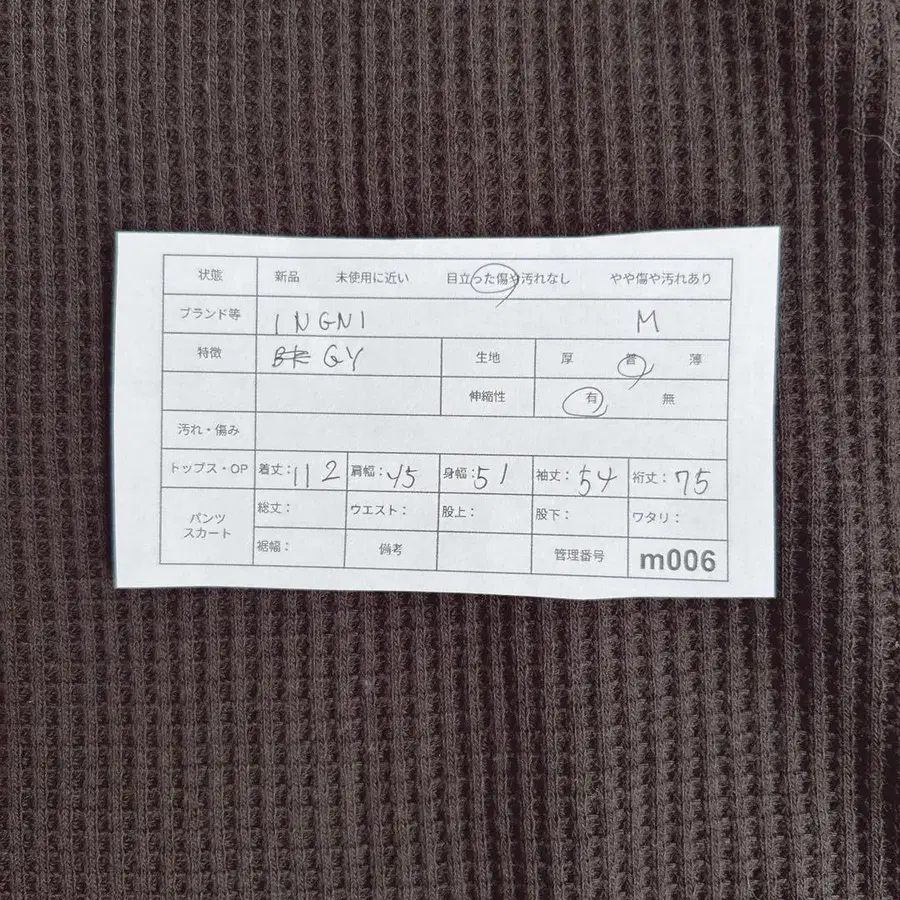 状態 新品 未使用に近い 目立った傷や汚れなし やや傷や汚れあり
ブランド等 INGNI M
特徴 GY 生地 厚 普 薄
伸縮性 有 無
汚れ・傷み
トップス・OP 着丈：112 肩幅：45 身幅：51 袖丈：54 裄丈：75
パンツ スカート 総丈： ウエスト： 股上： 股下： ワタリ：
裾幅： 備考 管理番号 m006